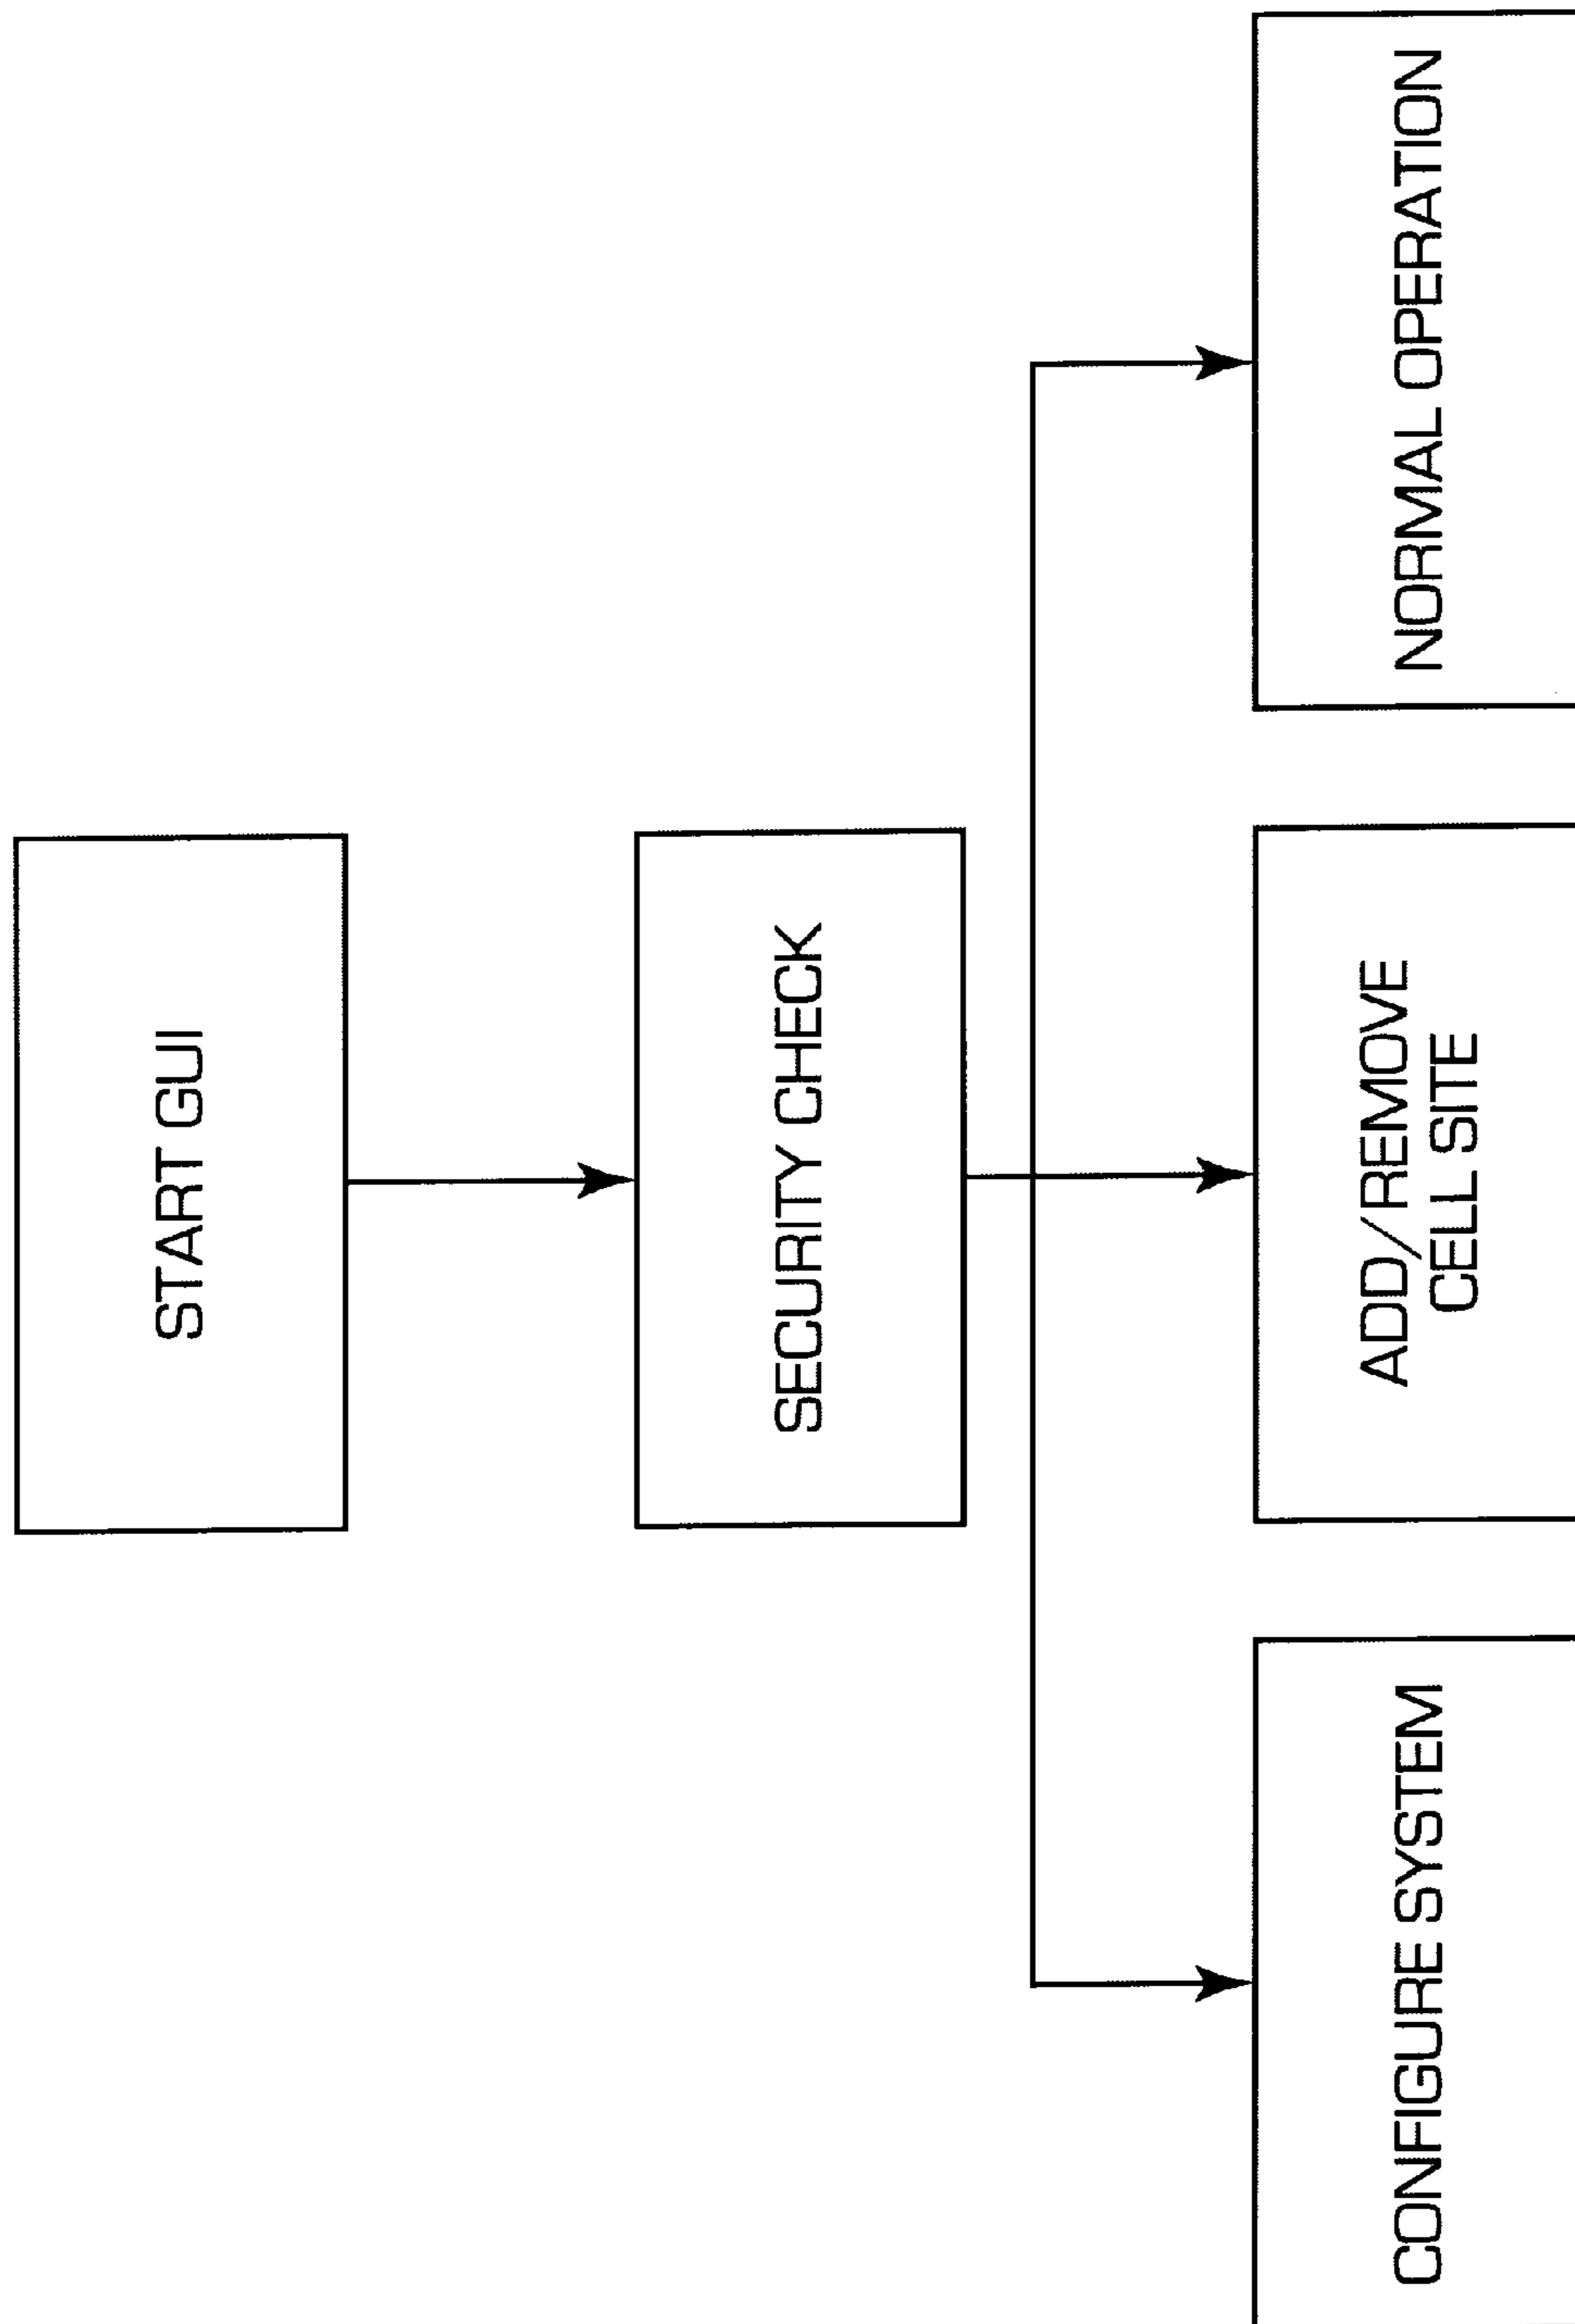 START GUI
SECURITY CHECK
CONFIGURE SYSTEM
ADD/REMOVE
CELL SITE
NORMAL OPERATION